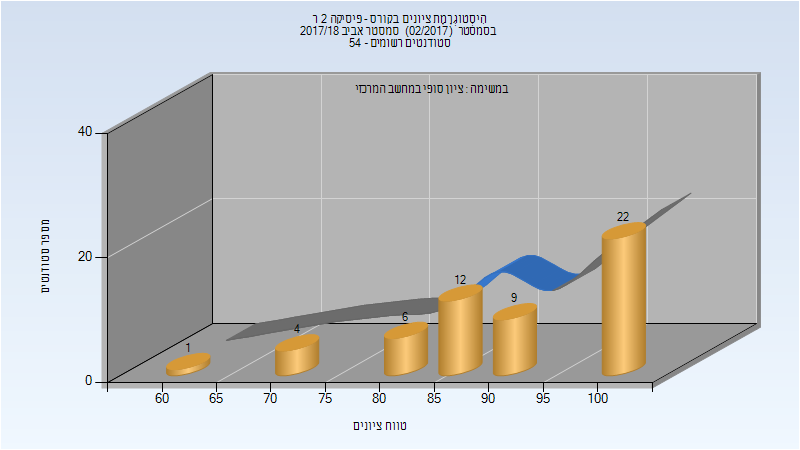 היסטוגרמת ציונים בקורס - פיסיקה 2 ר
בסמסטר (02/2017) סמסטר אביב 2017/18
סטודנטים רשומים - 54
במשימה : ציון סופי במחשב המרכזי
מספר סטודנטים
40
20
0
1
4
6
12
9
22
60 65 70 75 80 85 90 95 100
טווח ציונים